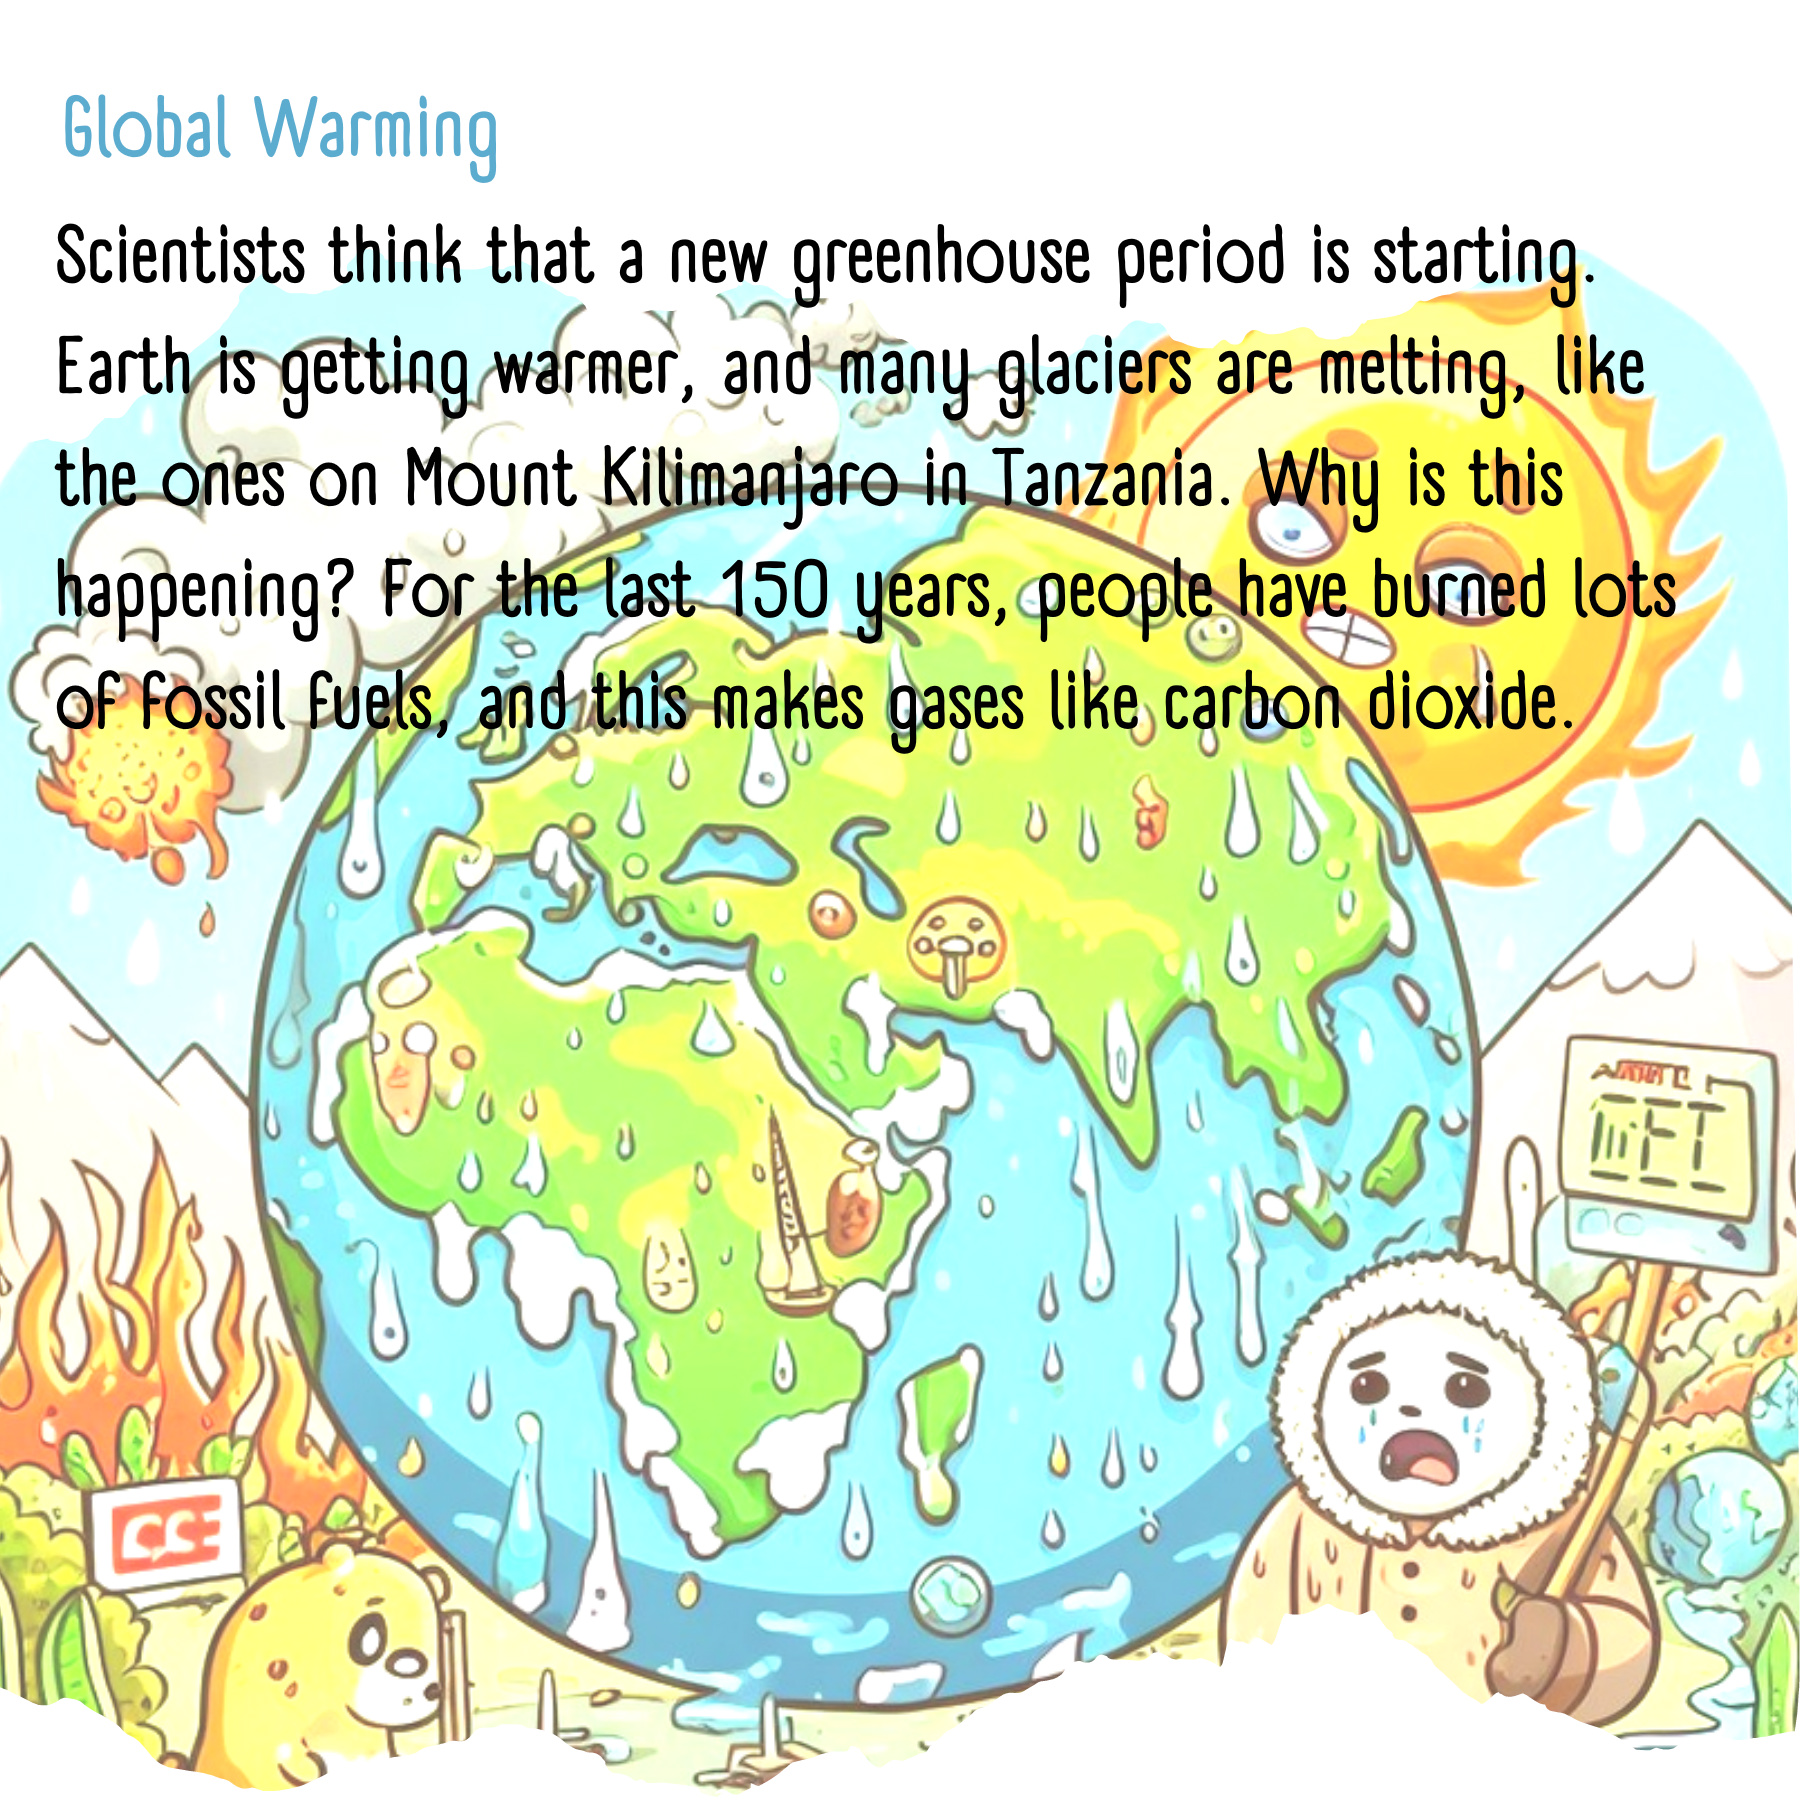 Global Warming
Scientists think that a new greenhouse period is starting.
Earth is getting warmer, and many glaciers are melting, like
the ones on Mount Kilimanjaro in Tanzania. Why is this
happening? For the last 150 years, people have burned lots
of fossil fuels, and this makes gases like carbon dioxide.